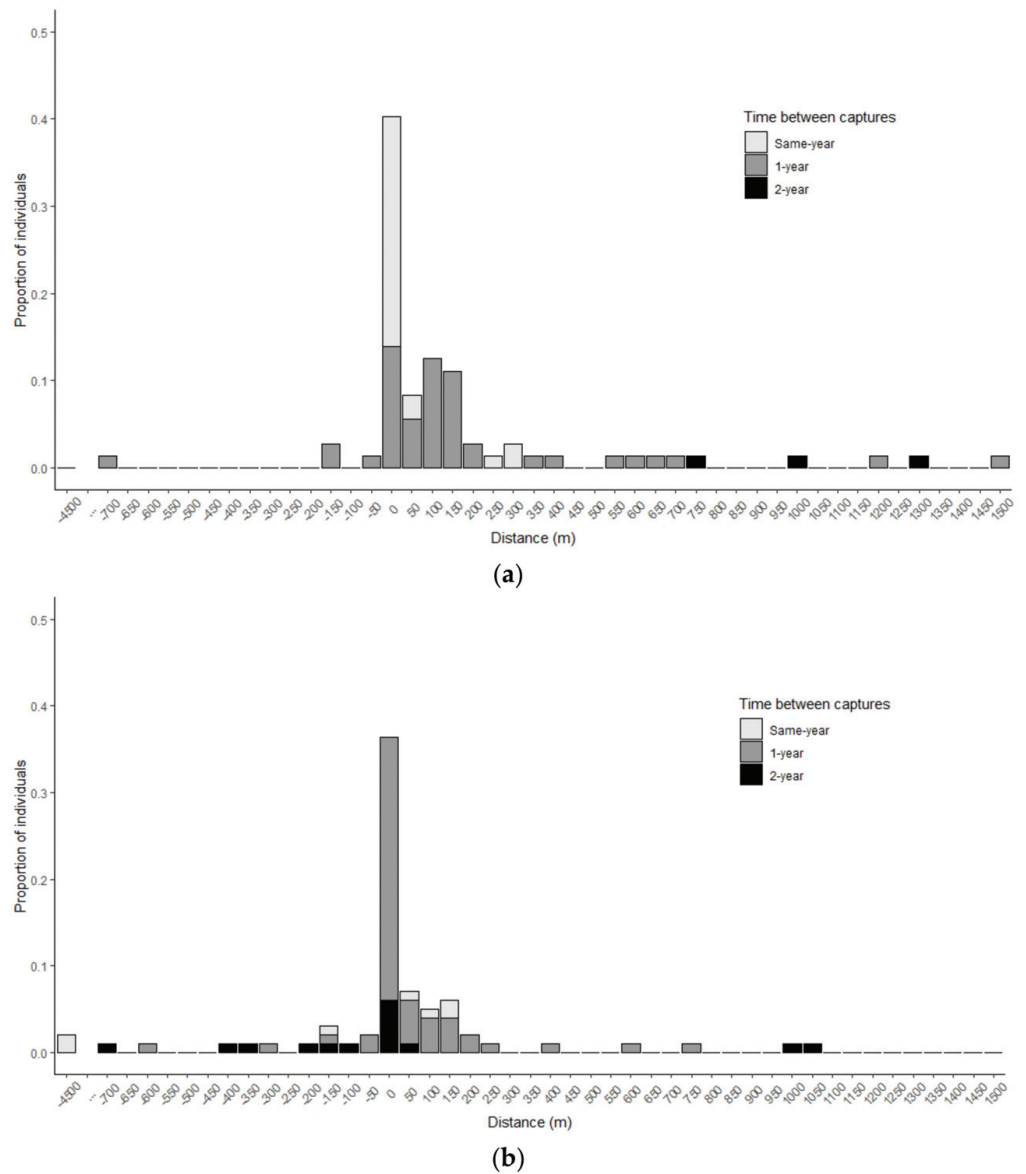 0.5
0.4
0.3
0.2
0.1
0.0
Proportion of individuals
Time between captures
Same-year
1-year
2-year
-4500 ... -700 -650 -600 -550 -500 -450 -400 -350 -300 -250 -200 -150 -100 -50 0 50 100 150 200 250 300 350 400 450 500 550 600 650 700 750 800 850 900 950 1000 1050 1100 1150 1200 1250 1300 1350 1400 1450 1500
Distance (m)
(a)
0.5
0.4
0.3
0.2
0.1
0.0
Proportion of individuals
Time between captures
Same-year
1-year
2-year
-4500 ... -700 -650 -600 -550 -500 -450 -400 -350 -300 -250 -200 -150 -100 -50 0 50 100 150 200 250 300 350 400 450 500 550 600 650 700 750 800 850 900 950 1000 1050 1100 1150 1200 1250 1300 1350 1400 1450 1500
Distance (m)
(b)